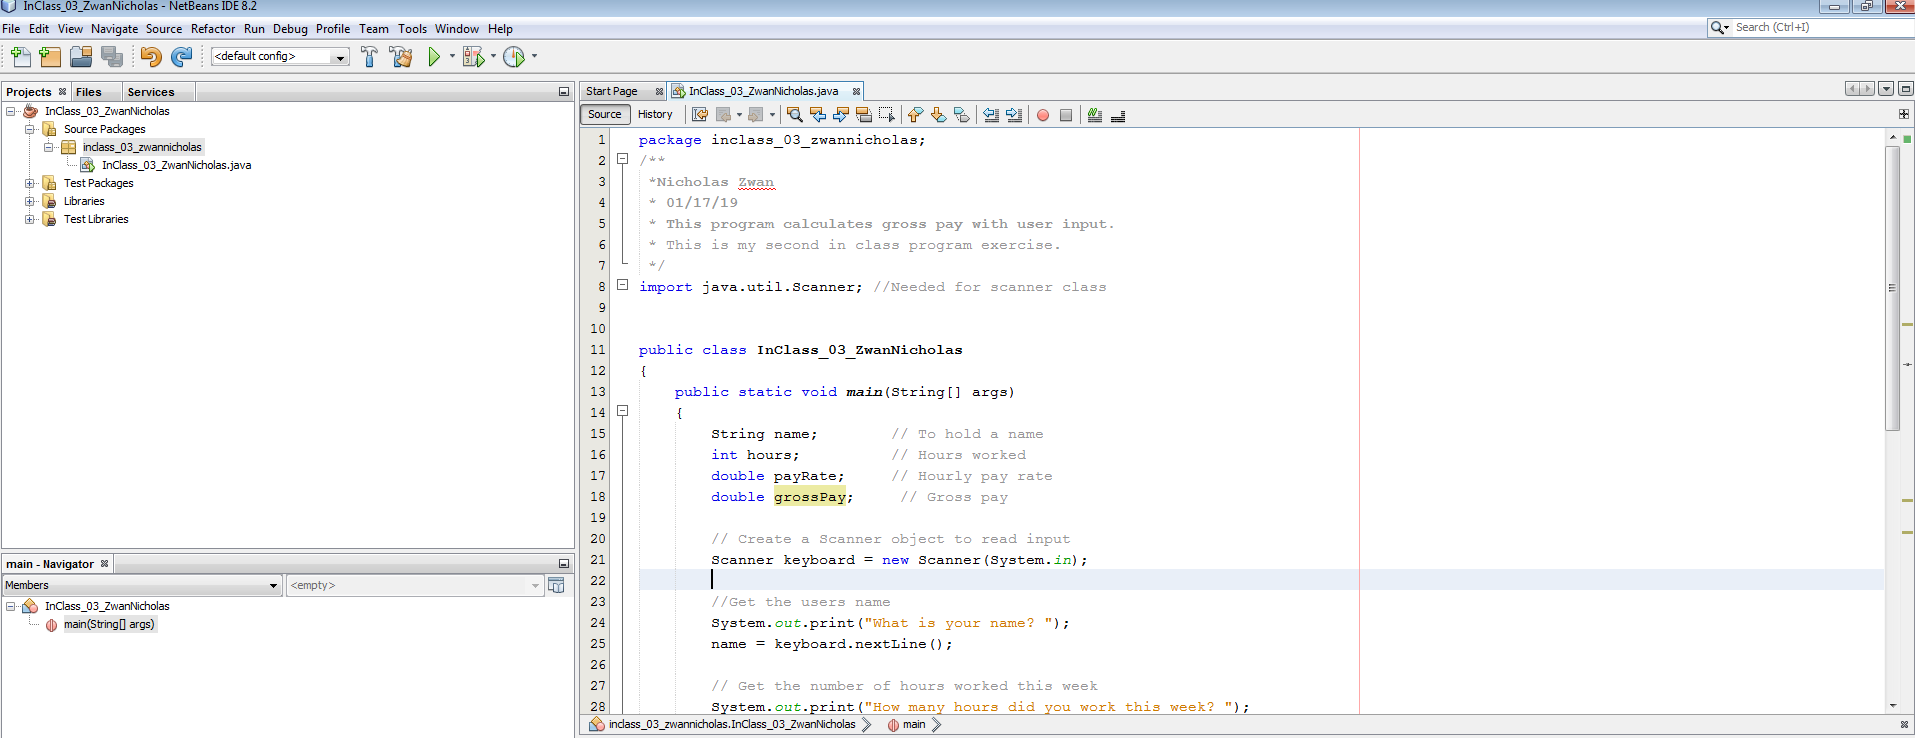 InClass_03_ZwanNicholas - NetBeans IDE 8.2
File Edit View Navigate Source Refactor Run Debug Profile Team Tools Window Help
Search (Ctrl+I)
<default config>
Projects Files Services
InClass_03_ZwanNicholas
Source Packages
inclass_03_zwannicholas
InClass_03_ZwanNicholas.java
Test Packages
Libraries
Test Libraries
main - Navigator
Members <empty>
InClass_03_ZwanNicholas
main(String[] args)
Start Page InClass_03_ZwanNicholas.java
Source History
1 package inclass_03_zwannicholas;
2 /**
3 *Nicholas Zwan
4 * 01/17/19
5 * This program calculates gross pay with user input.
6 * This is my second in class program exercise.
7 */
8 import java.util.Scanner; //Needed for scanner class
9
10
11 public class InClass_03_ZwanNicholas
12 {
13 public static void main(String[] args)
14 {
15 String name; // To hold a name
16 int hours; // Hours worked
17 double payRate; // Hourly pay rate
18 double grossPay; // Gross pay
19
20 // Create a Scanner object to read input
21 Scanner keyboard = new Scanner(System.in);
22
23 //Get the users name
24 System.out.print("What is your name? ");
25 name = keyboard.nextLine();
26
27 // Get the number of hours worked this week
28 System.out.print("How many hours did you work this week? ");
inclass_03_zwannicholas.InClass_03_ZwanNicholas main